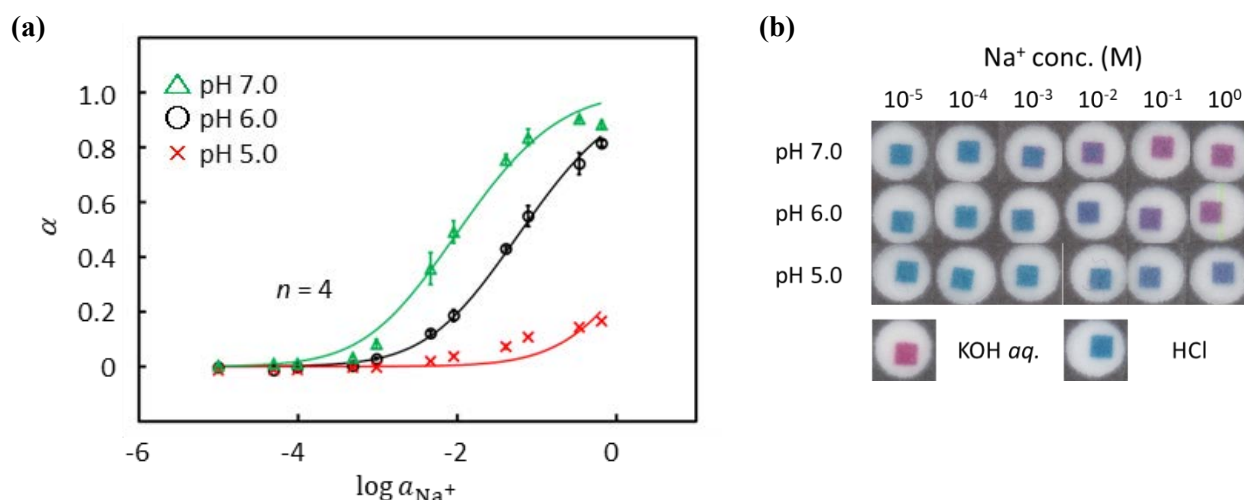 (a)
1.0
0.8
0.6
0.4
0.2
0
α
pH 7.0
pH 6.0
pH 5.0
n = 4
-6 -4 -2 0
log a_Na⁺
(b)
Na⁺ conc. (M)
10⁻⁵ 10⁻⁴ 10⁻³ 10⁻² 10⁻¹ 10⁰
pH 7.0
pH 6.0
pH 5.0
KOH aq. HCl